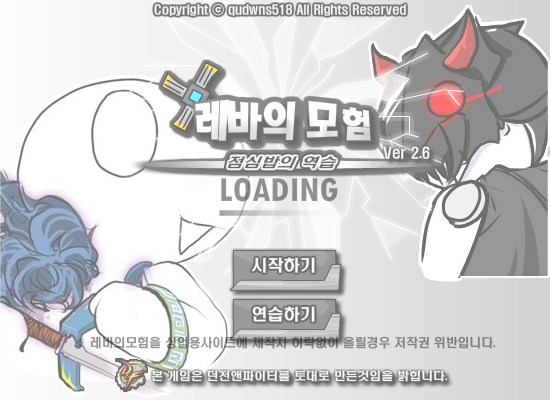 Copyright ⓒ qudwns518 All Rights Reserved
레바의 모험
점심밥의 역습
Ver 2.6
LOADING
시작하기
연습하기
※ 레바의모험을 상업용사이트에 제작자 허락없이 올릴경우 저작권 위반입니다.
본 게임은 던전앤파이터를 토대로 만든것임을 밝힙니다.